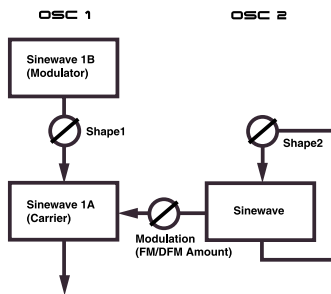 OSC 1
OSC 2
Sinewave 1B
(Modulator)
Shape1
Shape2
Sinewave 1A
(Carrier)
Sinewave
Modulation
(FM/DFM Amount)